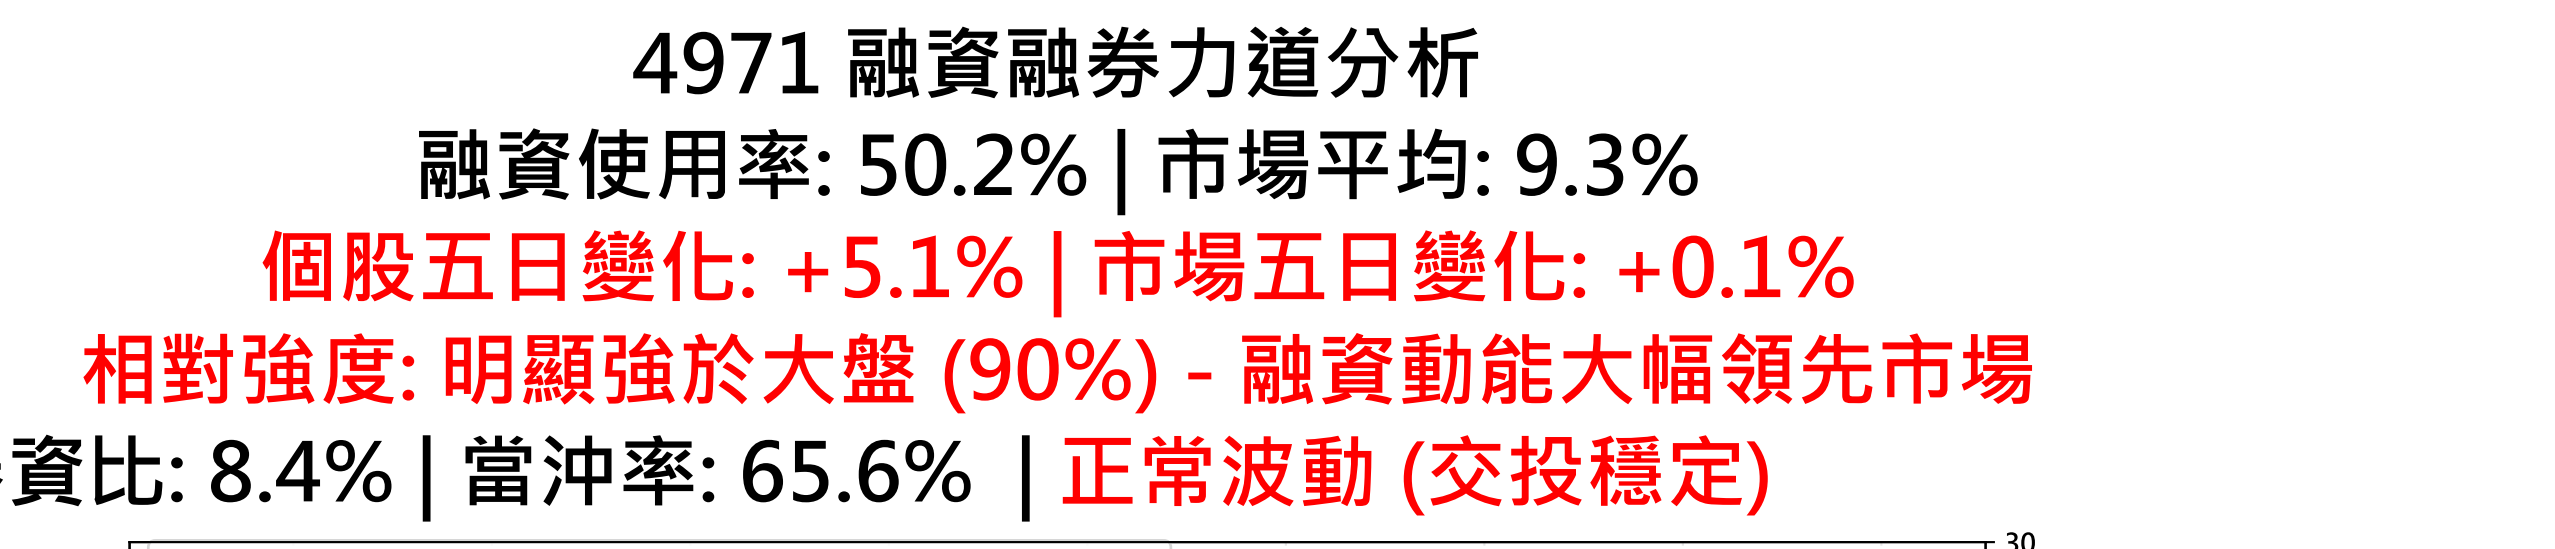 4971 融資融券力道分析
融資使用率: 50.2% | 市場平均: 9.3%
個股五日變化: +5.1% | 市場五日變化: +0.1%
相對強度: 明顯強於大盤 (90%) - 融資動能大幅領先市場
資比: 8.4% | 當沖率: 65.6% | 正常波動 (交投穩定)
30